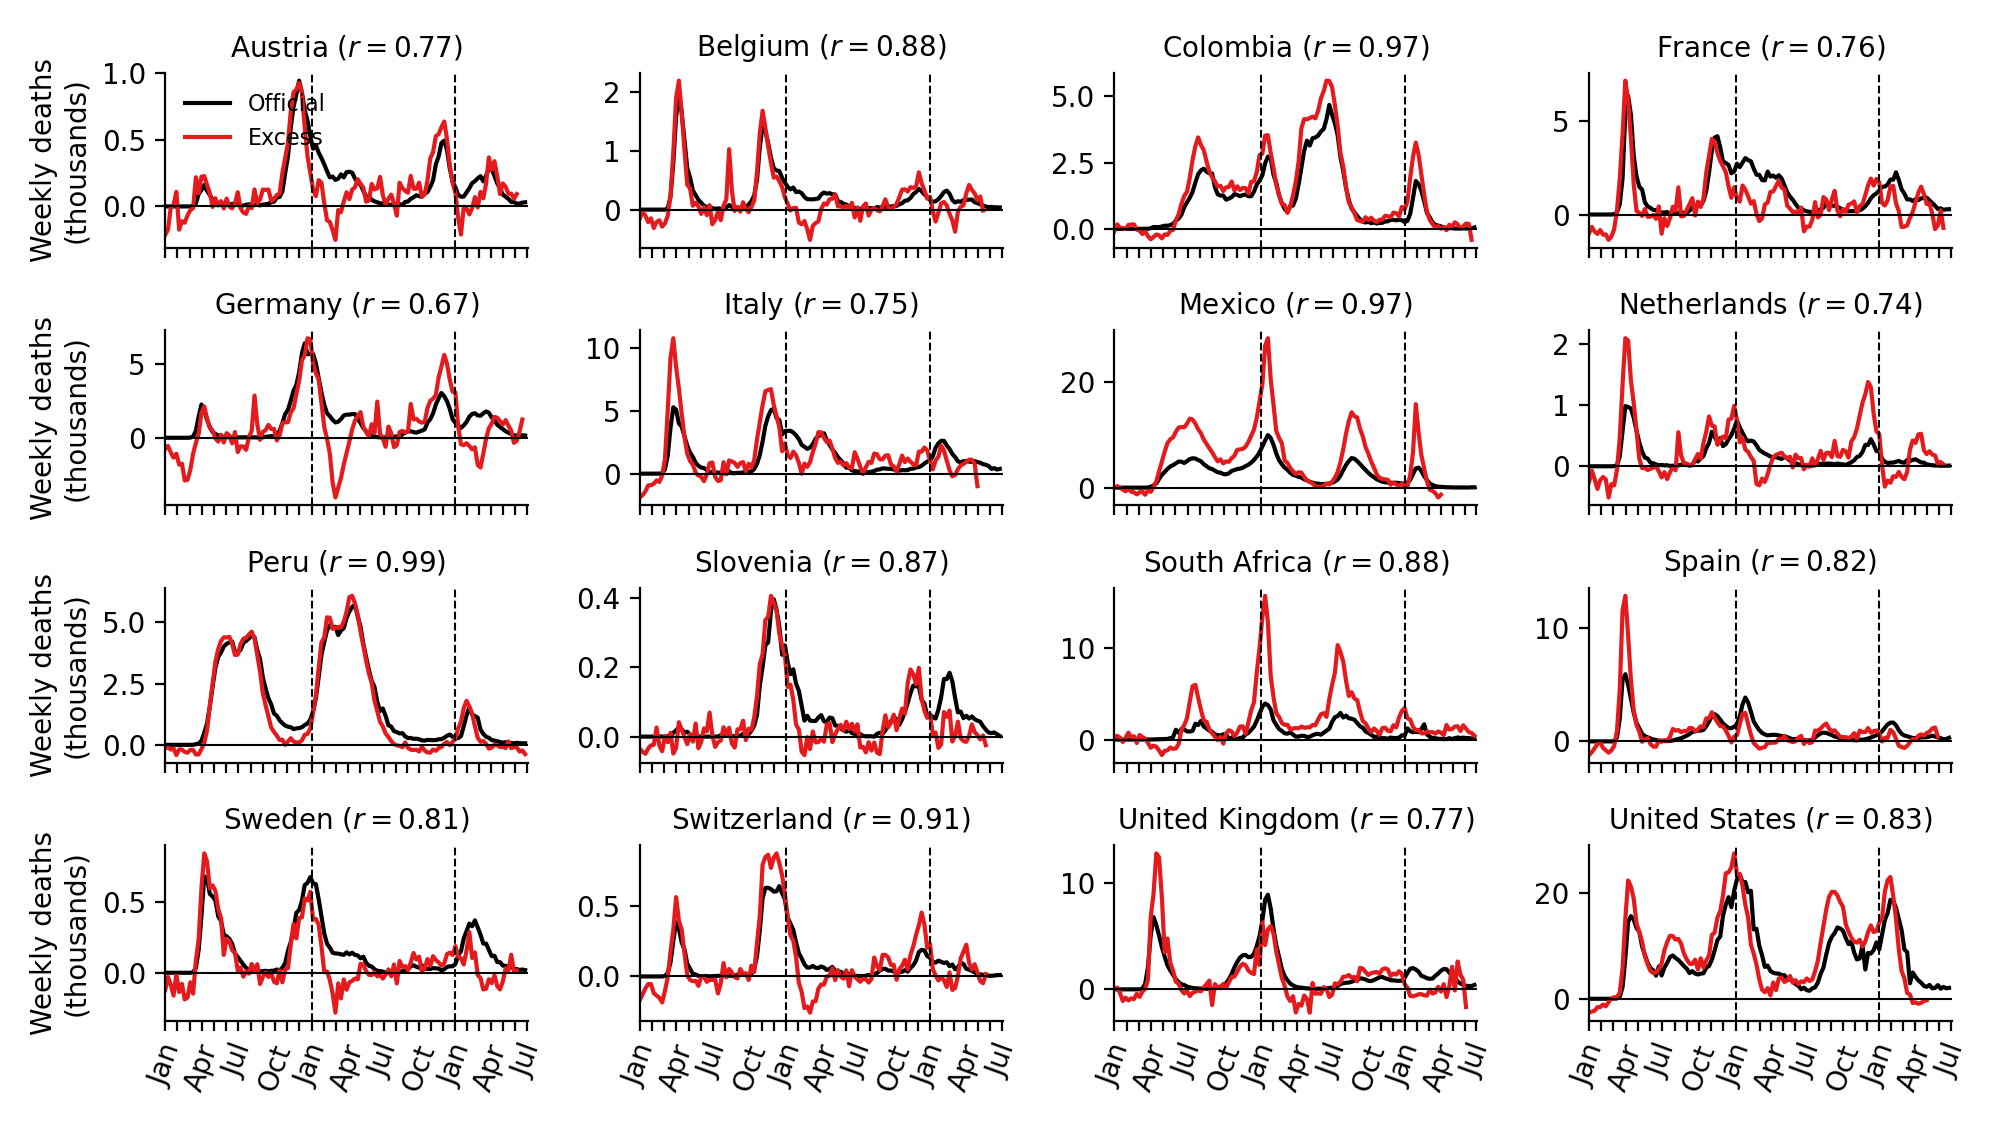 Austria (r = 0.77)
Belgium (r = 0.88)
Colombia (r = 0.97)
France (r = 0.76)
Weekly deaths
(thousands)
1.0
0.5
0.0
Official
Excess
2
1
0
5.0
2.5
0.0
5
0
Germany (r = 0.67)
Italy (r = 0.75)
Mexico (r = 0.97)
Netherlands (r = 0.74)
Weekly deaths
(thousands)
5
0
10
5
0
20
0
2
1
0
Peru (r = 0.99)
Slovenia (r = 0.87)
South Africa (r = 0.88)
Spain (r = 0.82)
Weekly deaths
(thousands)
5.0
2.5
0.0
0.4
0.2
0.0
10
0
10
0
Sweden (r = 0.81)
Switzerland (r = 0.91)
United Kingdom (r = 0.77)
United States (r = 0.83)
Weekly deaths
(thousands)
0.5
0.0
0.5
0.0
10
0
20
0
Jan Apr Jul Oct Jan Apr Jul Oct Jan Apr Jul
Jan Apr Jul Oct Jan Apr Jul Oct Jan Apr Jul
Jan Apr Jul Oct Jan Apr Jul Oct Jan Apr Jul
Jan Apr Jul Oct Jan Apr Jul Oct Jan Apr Jul